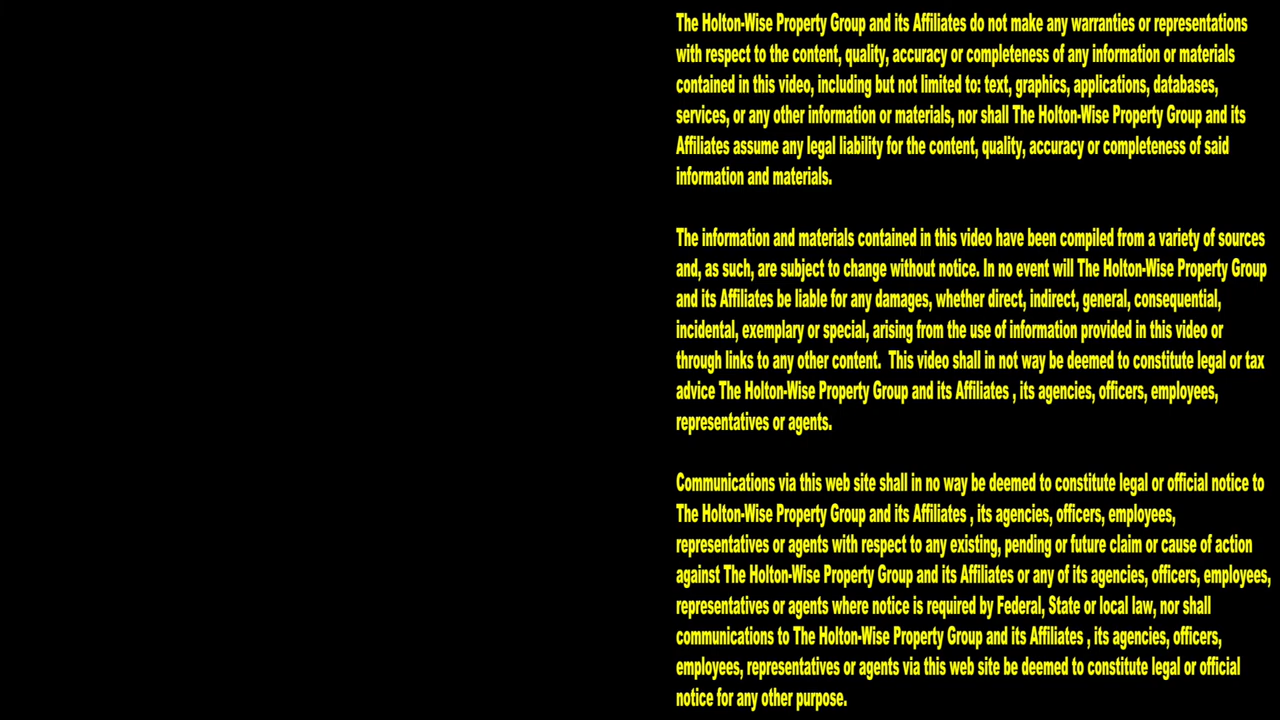 The Holton-Wise Property Group and its Affiliates do not make any warranties or representations
with respect to the content, quality, accuracy or completeness of any information or materials
contained in this video, including but not limited to: text, graphics, applications, databases,
services, or any other information or materials, nor shall The Holton-Wise Property Group and its
Affiliates assume any legal liability for the content, quality, accuracy or completeness of said
information and materials.
The information and materials contained in this video have been compiled from a variety of sources
and, as such, are subject to change without notice. In no event will The Holton-Wise Property Group
and its Affiliates be liable for any damages, whether direct, indirect, general, consequential,
incidental, exemplary or special, arising from the use of information provided in this video or
through links to any other content.  This video shall in not way be deemed to constitute legal or tax
advice The Holton-Wise Property Group and its Affiliates , its agencies, officers, employees,
representatives or agents.
Communications via this web site shall in no way be deemed to constitute legal or official notice to
The Holton-Wise Property Group and its Affiliates , its agencies, officers, employees,
representatives or agents with respect to any existing, pending or future claim or cause of action
against The Holton-Wise Property Group and its Affiliates or any of its agencies, officers, employees,
representatives or agents where notice is required by Federal, State or local law, nor shall
communications to The Holton-Wise Property Group and its Affiliates , its agencies, officers,
employees, representatives or agents via this web site be deemed to constitute legal or official
notice for any other purpose.